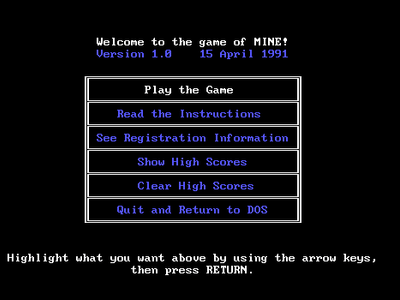 Welcome to the game of MINE!
Version 1.0 15 April 1991
Play the Game
Read the Instructions
See Registration Information
Show High Scores
Clear High Scores
Quit and Return to DOS
Highlight what you want above by using the arrow keys,
then press RETURN.